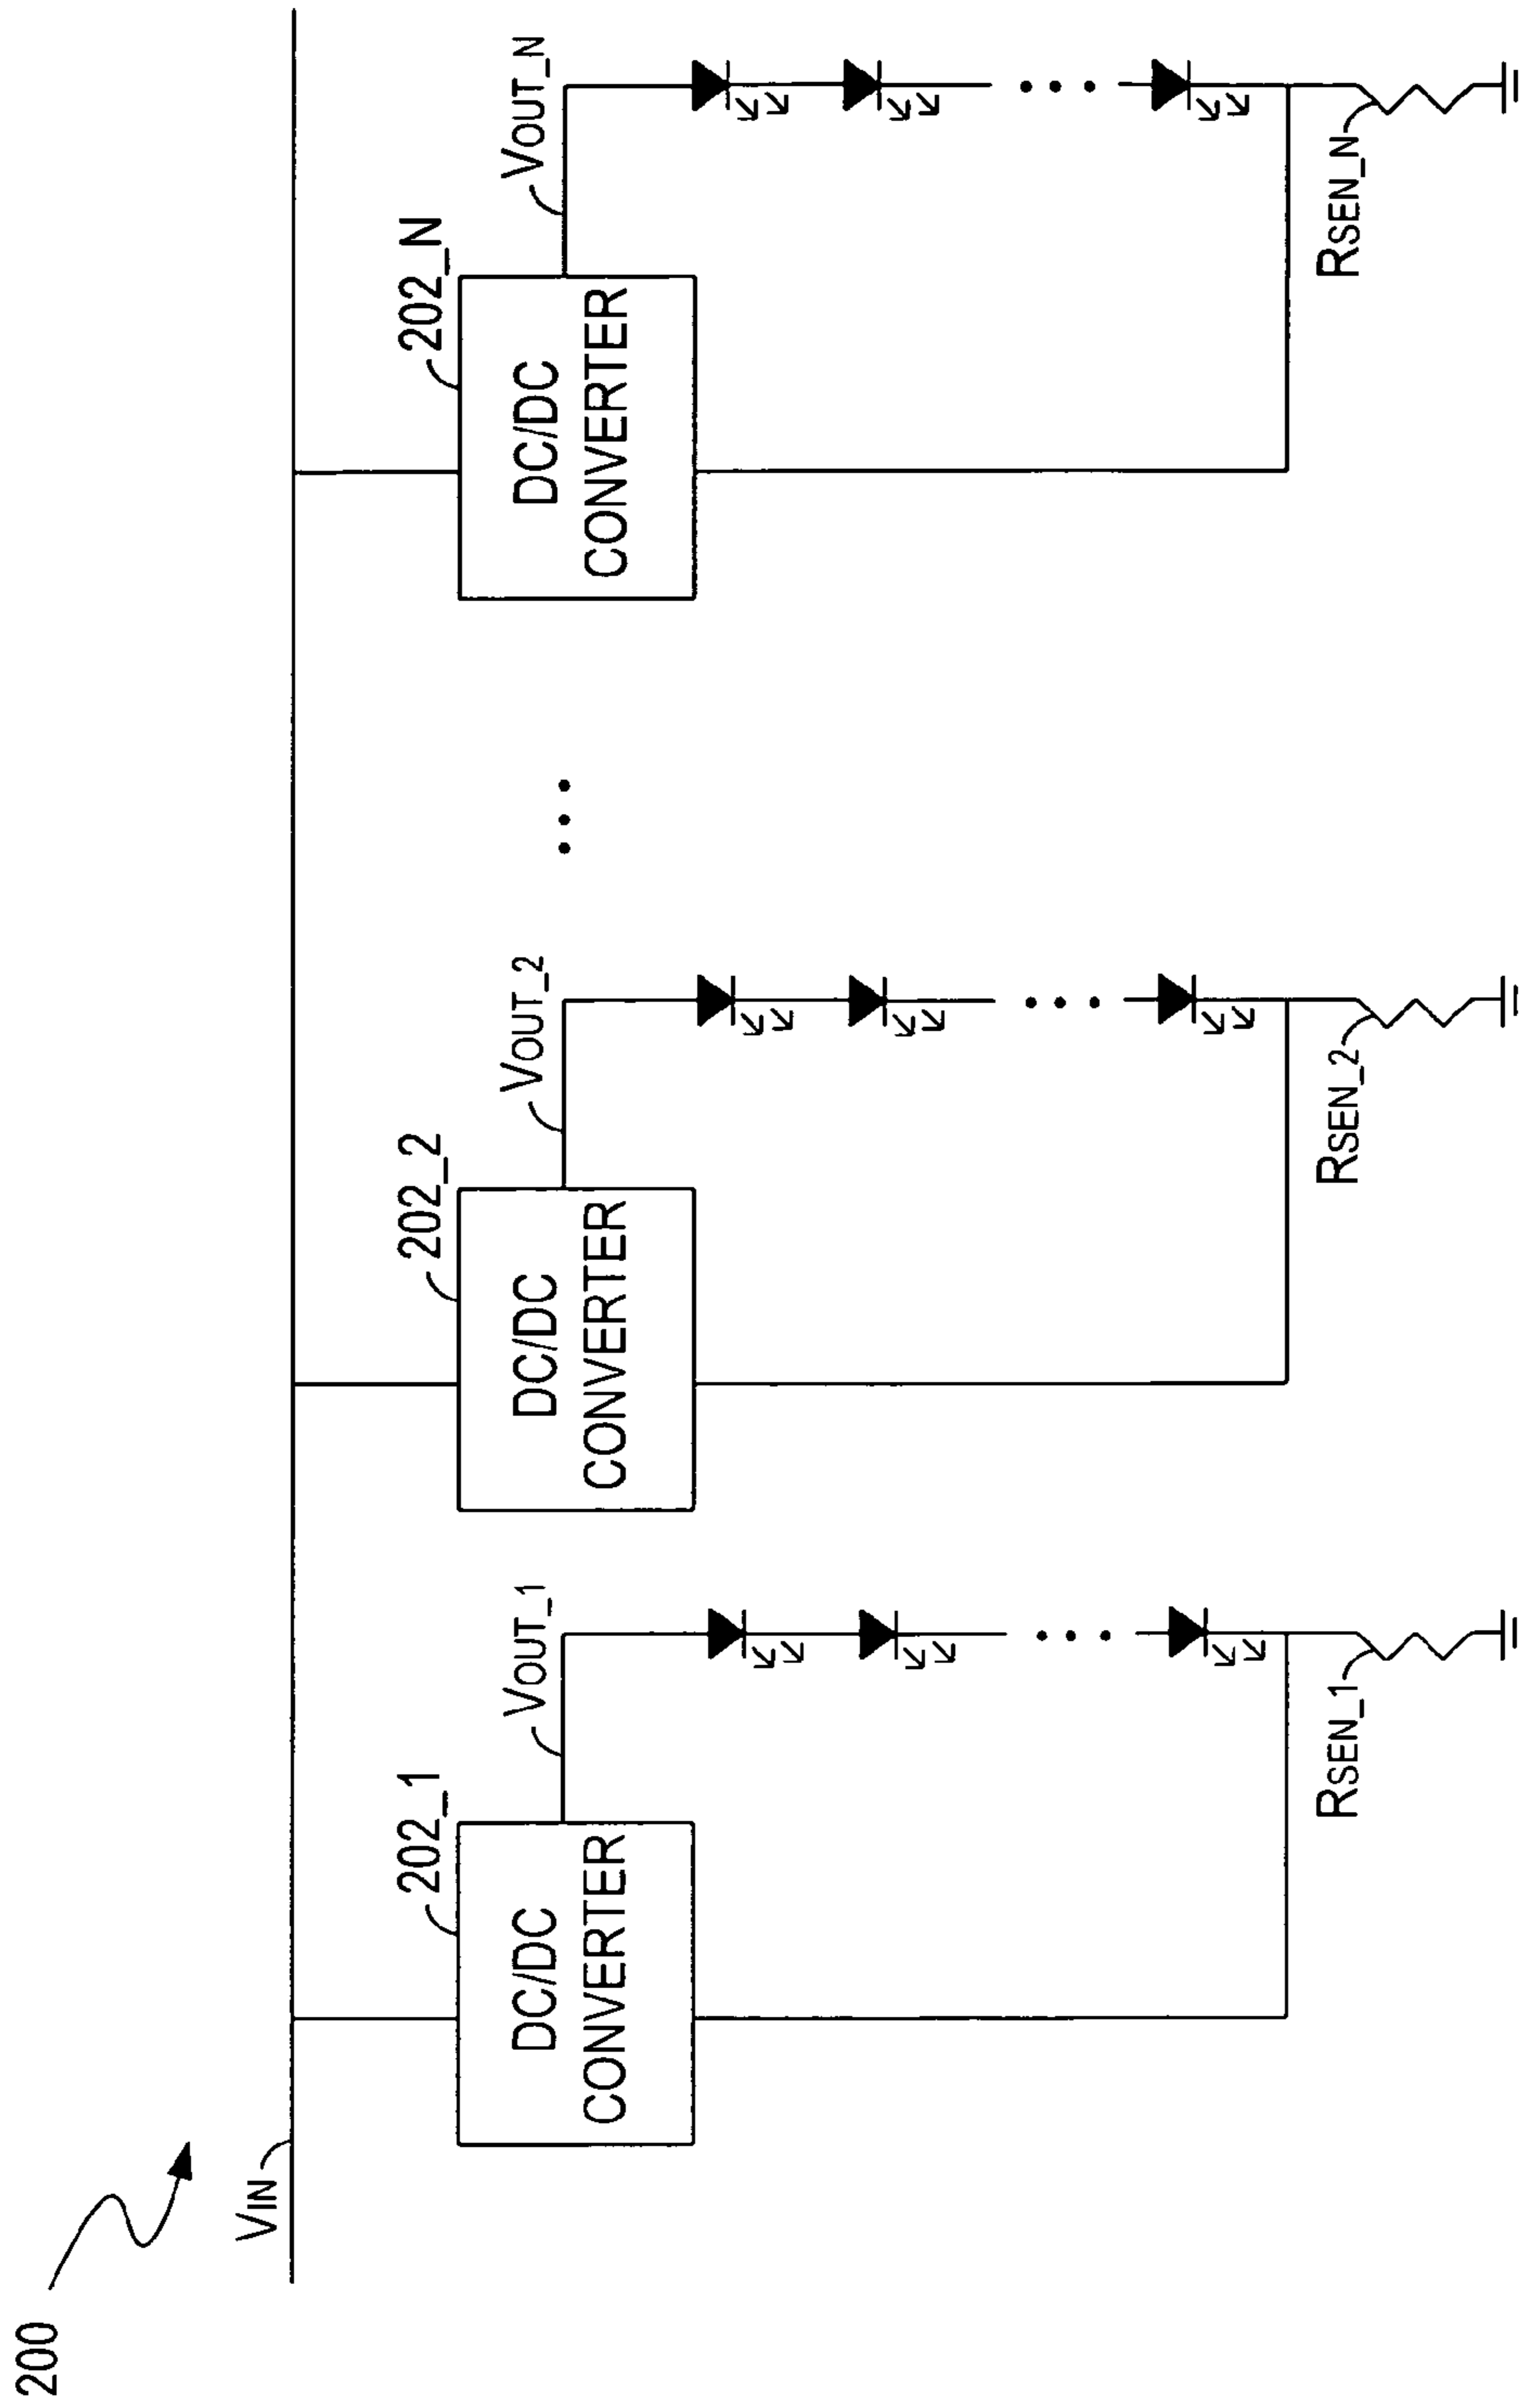 200
VIN
202_1
DC/DC
CONVERTER
VOUT_1
RSEN_1
202_2
DC/DC
CONVERTER
VOUT_2
RSEN_2
202_N
DC/DC
CONVERTER
VOUT_N
RSEN_N